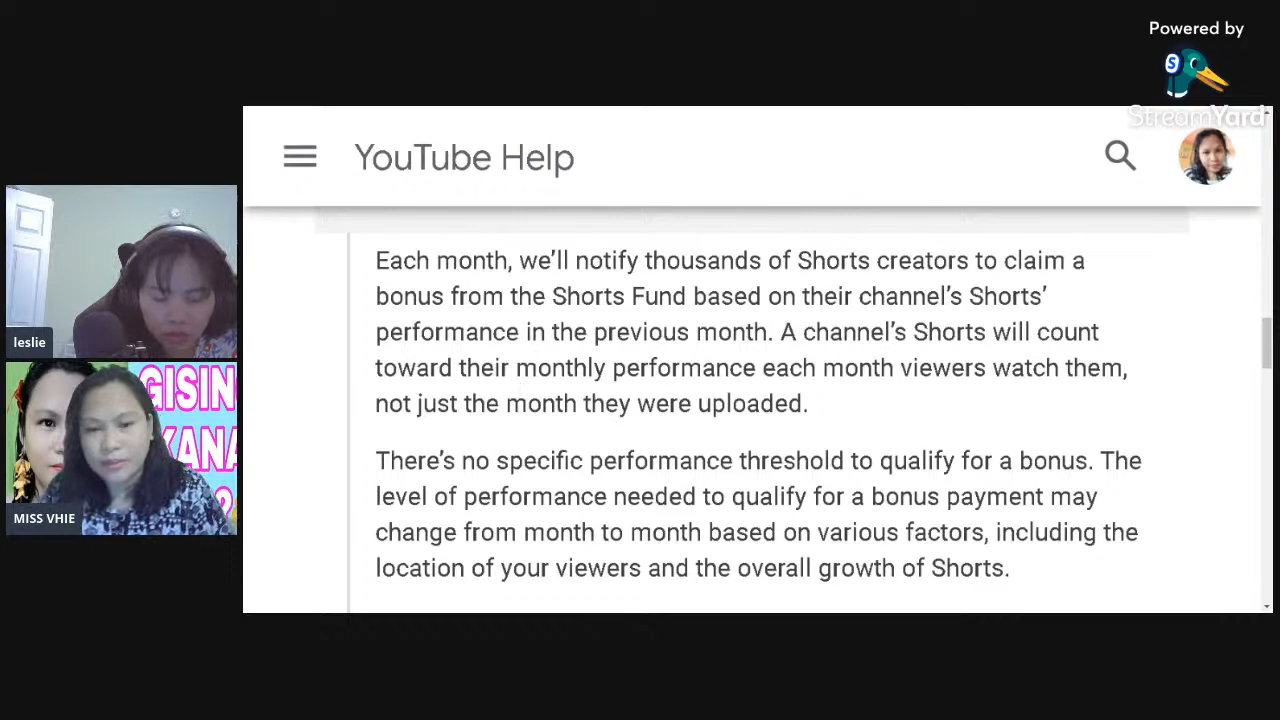 Powered by
S
StreamYard
YouTube Help
Each month, we’ll notify thousands of Shorts creators to claim a
bonus from the Shorts Fund based on their channel’s Shorts’
performance in the previous month. A channel’s Shorts will count
toward their monthly performance each month viewers watch them,
not just the month they were uploaded.
There’s no specific performance threshold to qualify for a bonus. The
level of performance needed to qualify for a bonus payment may
change from month to month based on various factors, including the
location of your viewers and the overall growth of Shorts.
leslie
GISING
KANA
MISS VHIE